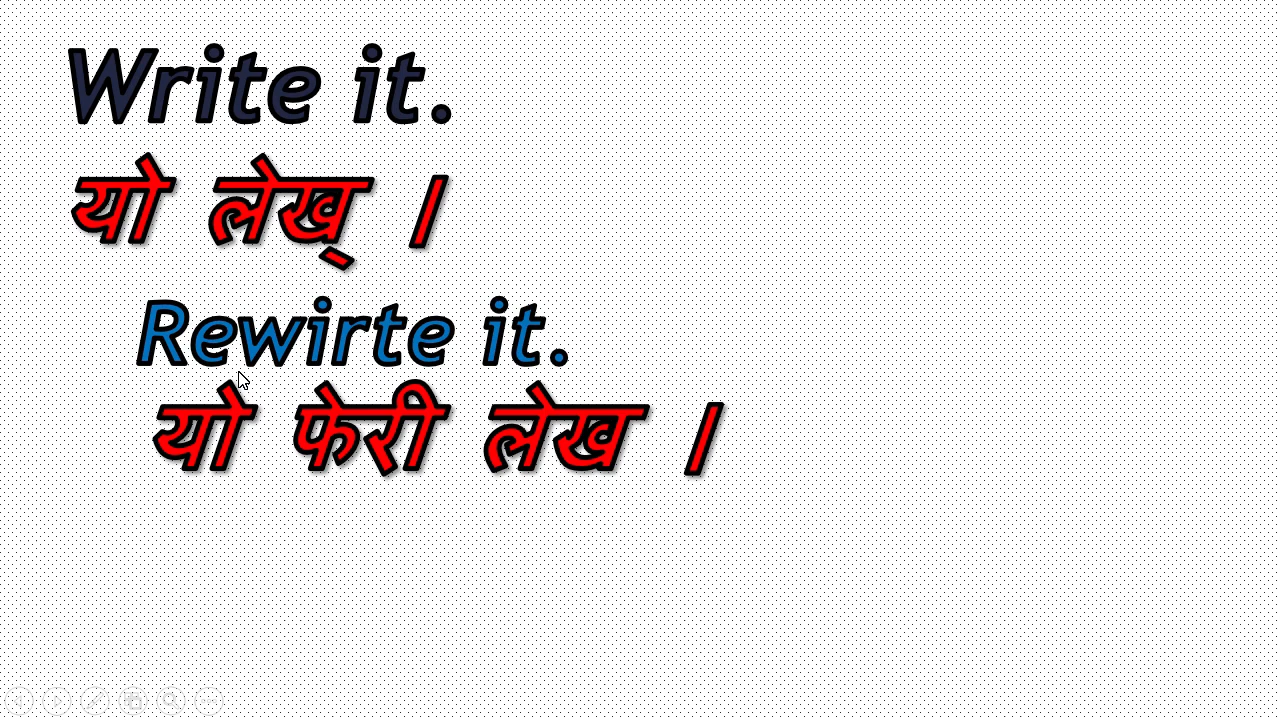 Write it.
यो लेख् ।
Rewirte it.
यो फेरी लेख ।